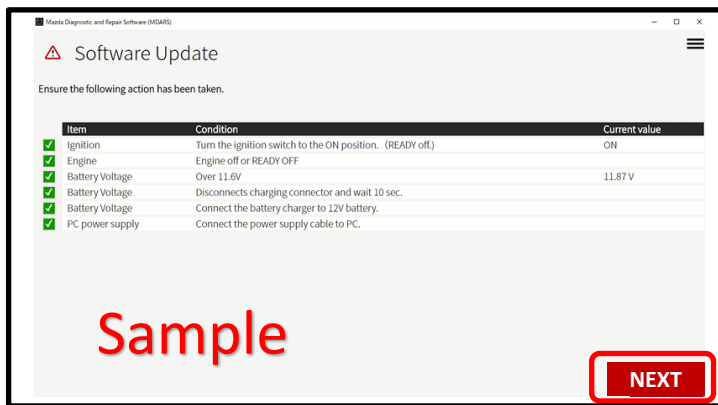 Mazda Diagnostic and Repair Software (MDARS)
Software Update
Ensure the following action has been taken.
Item Condition Current value
Ignition Turn the ignition switch to the ON position. (READY off.) ON
Engine Engine off or READY OFF
Battery Voltage Over 11.6V 11.87 V
Battery Voltage Disconnects charging connector and wait 10 sec.
Battery Voltage Connect the battery charger to 12V battery.
PC power supply Connect the power supply cable to PC.
Sample
NEXT